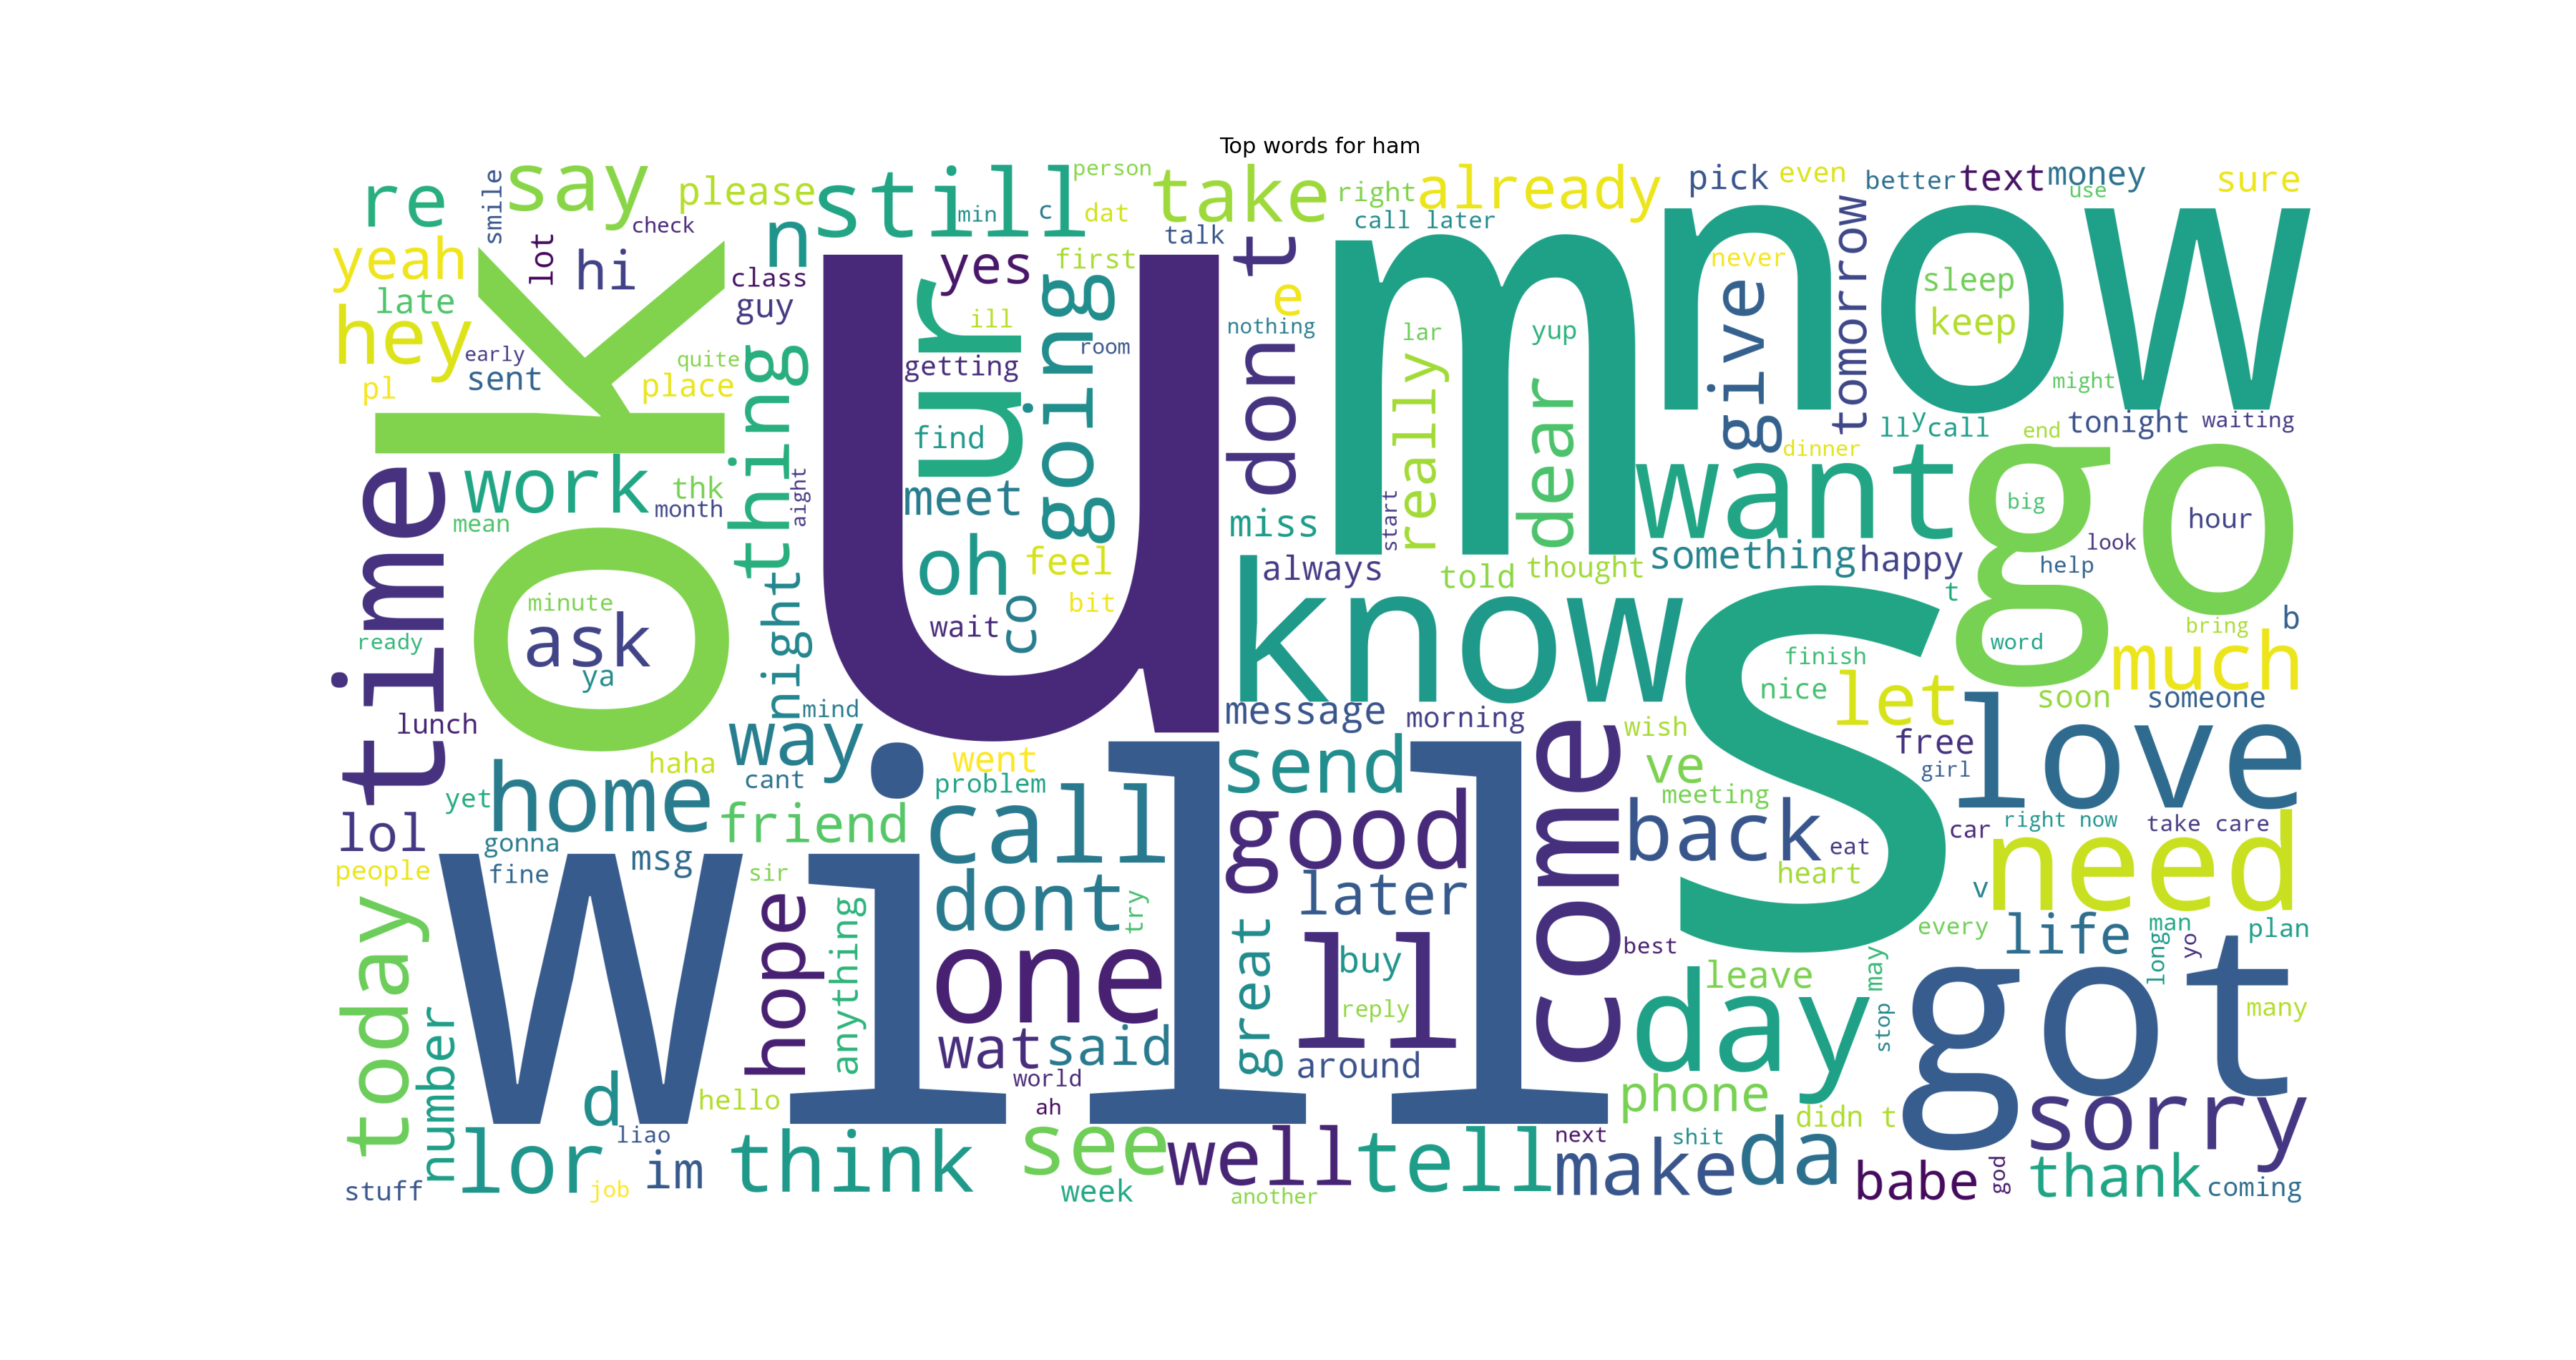 Top words for ham
re
smile
say
please
still
person
take
right
already
pick
even
better
text
money
use
sure
yeah
lot
hi
check
n
min
c
dat
talk
call later
now
tomorrow
late
hey
early
sent
pl
ok
quite
place
class
guy
yes
first
ur
ill
getting
find
meet
going
room
u
don t
e
nothing
m
lar
yup
really
dear
start
never
give
dinner
sleep
keep
might
ll
y
call
end
tonight
waiting
time
work
mean
thk
month
thing
aight
oh
feel
co
bit
wait
miss
always
told
thought
want
something
happy
go
big
hour
look
help
t
word
bring
b
minute
ask
ya
ready
lunch
night
mind
way
cant
haha
know
message
morning
s
finish
nice
let
free
girl
much
soon
someone
love
yet
home
lol
gonna
people
fine
msg
friend
sir
went
problem
call
send
good
later
come
wish
ve
meeting
back
eat
heart
car
right now
take care
need
v
will
today
number
hope
anything
dont
try
one
wat
said
great
ll
buy
reply
around
world
ah
best
leave
day
may
stop
every
life
man
long
yo
plan
got
many
d
hello
liao
lor
im
job
stuff
think
see
week
well
another
tell
next
shit
make
phone
didn t
da
babe
god
sorry
thank
coming